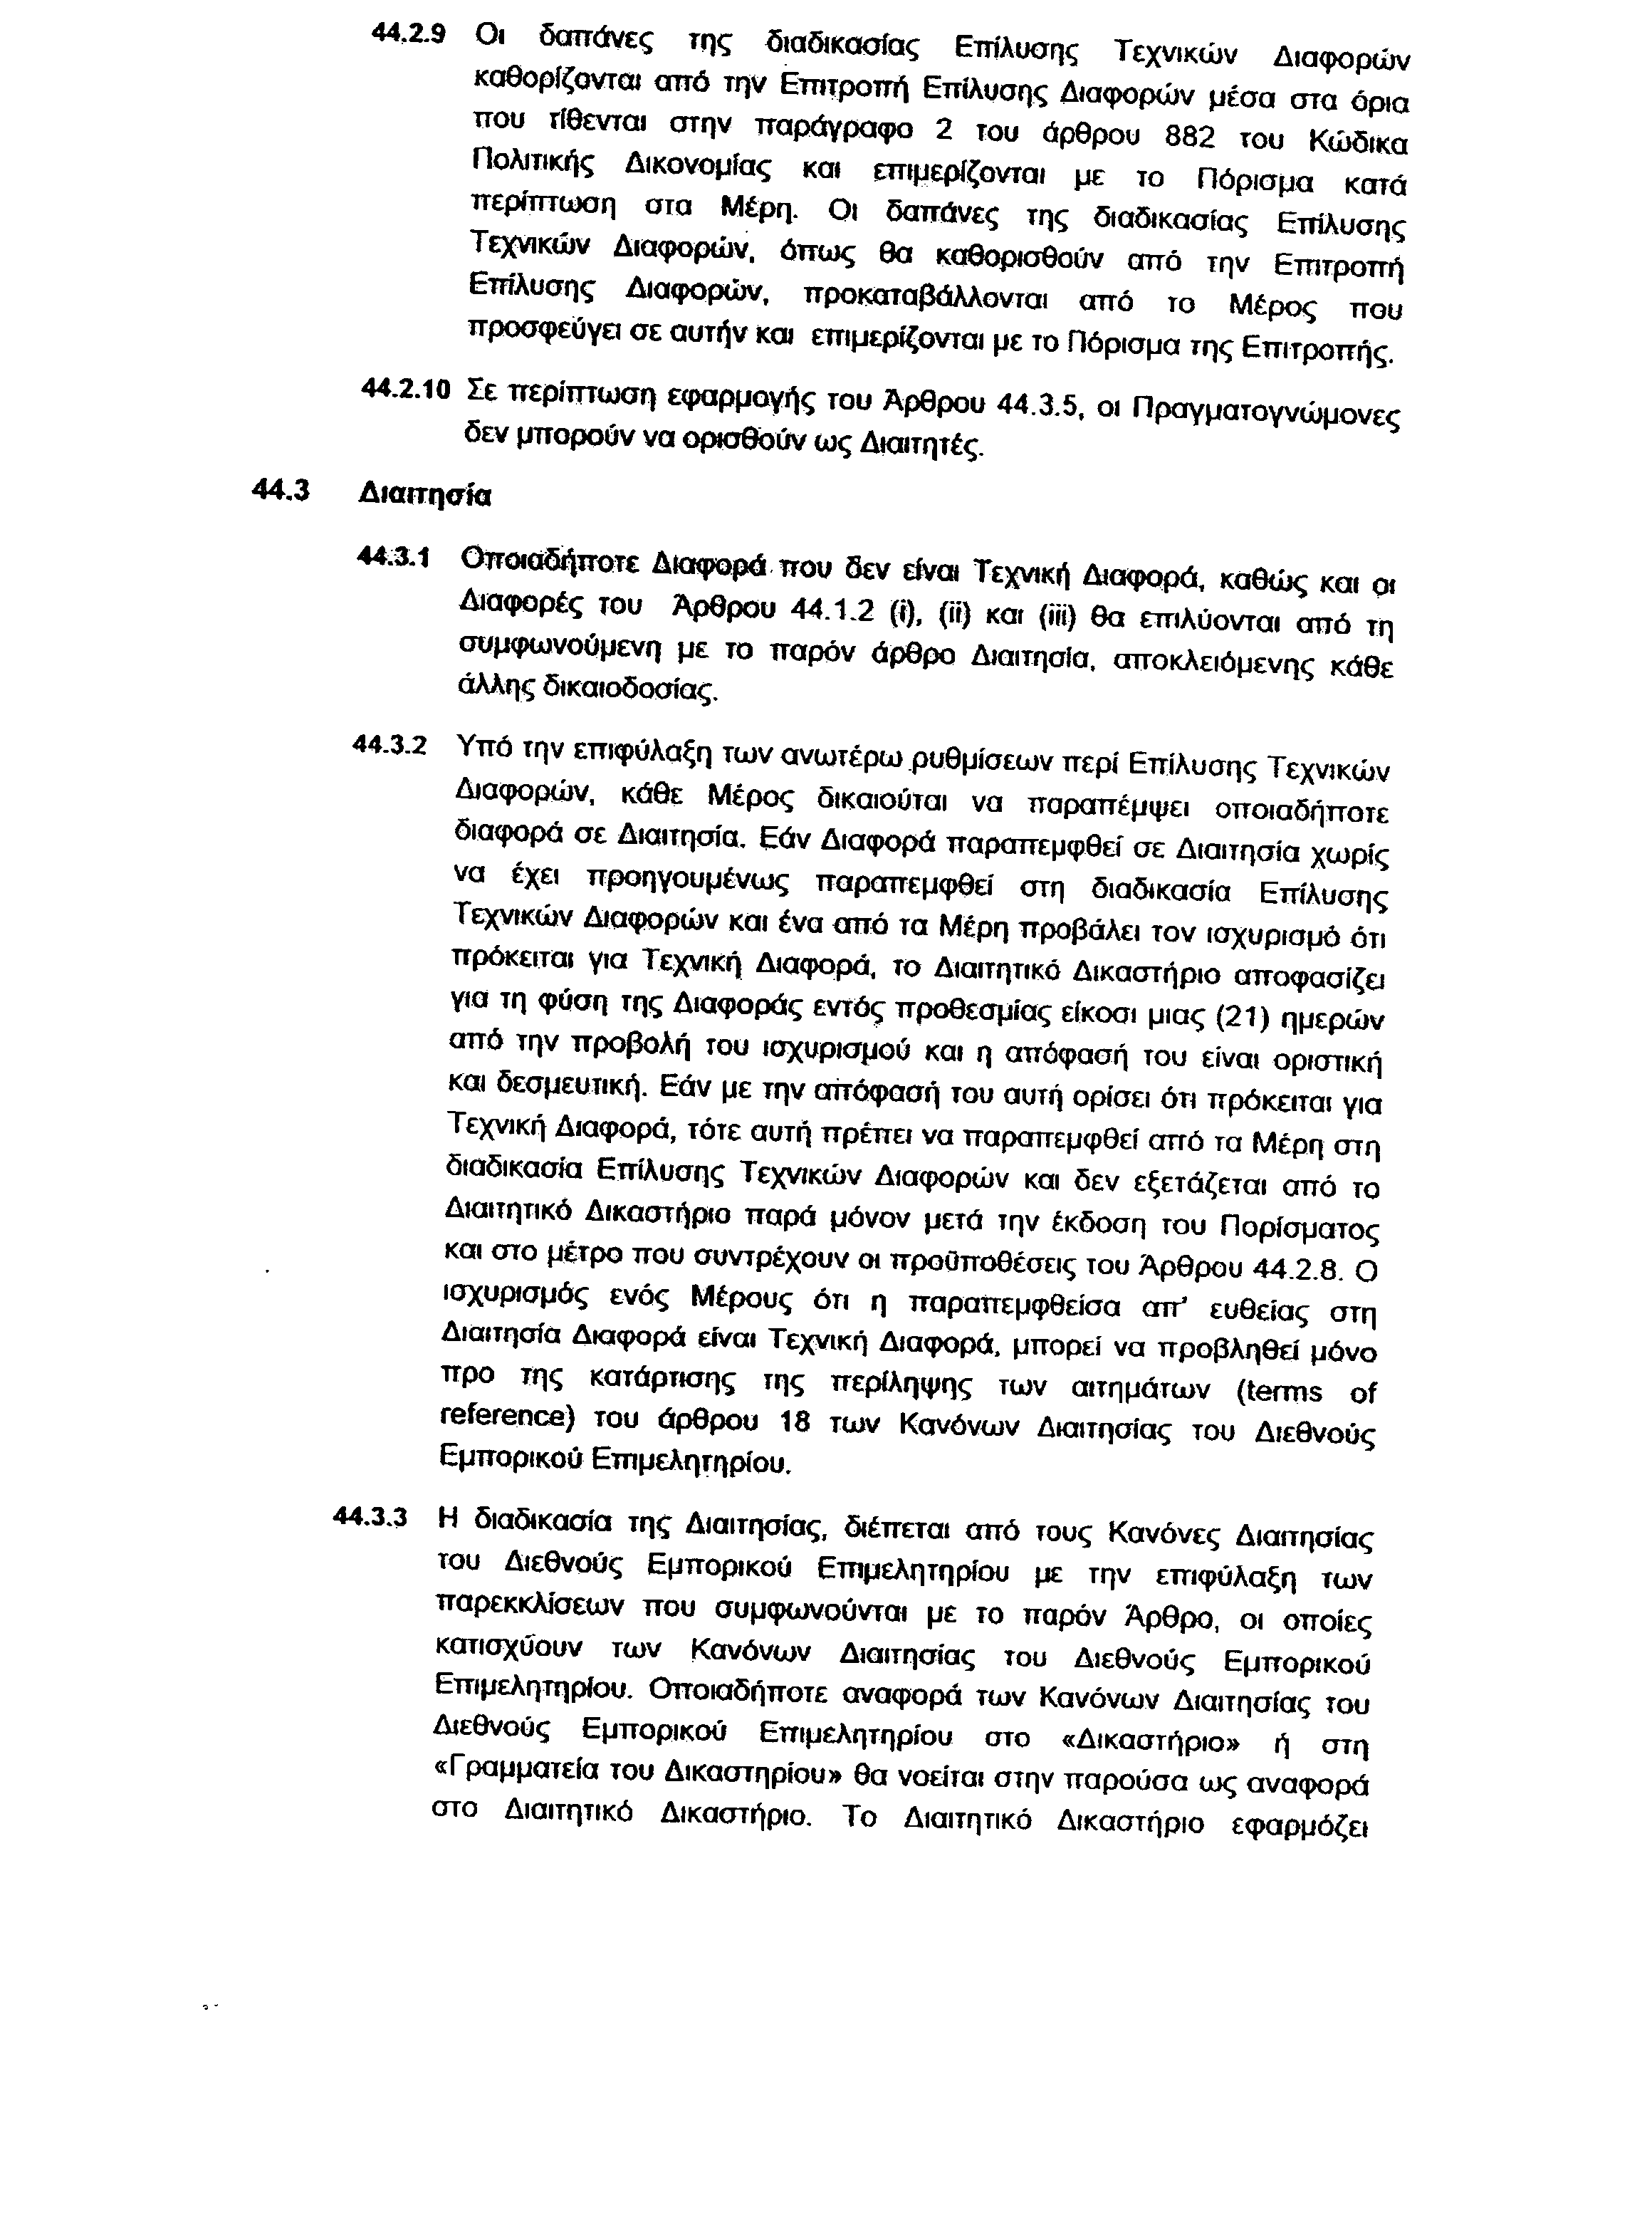 44.2.9 Οι δαπάνες της διαδικασίας Επίλυσης Τεχνικών Διαφορών
καθορίζονται από την Επιτροπή Επίλυσης Διαφορών μέσα στα όρια
που τίθενται στην παράγραφο 2 του άρθρου 882 του Κώδικα
Πολιτικής Δικονομίας και επιμερίζονται με το Πόρισμα κατά
περίπτωση στα Μέρη. Οι δαπάνες της διαδικασίας Επίλυσης
Τεχνικών Διαφορών, όπως θα καθορισθούν από την Επιτροπή
Επίλυσης Διαφορών, προκαταβάλλονται από το Μέρος που
προσφεύγει σε αυτήν και επιμερίζονται με το Πόρισμα της Επιτροπής.
44.2.10 Σε περίπτωση εφαρμογής του Άρθρου 44.3.5, οι Πραγματογνώμονες
δεν μπορούν να ορισθούν ως Διαιτητές.
44.3 Διαιτησία
44.3.1 Οποιαδήποτε Διαφορά που δεν είναι Τεχνική Διαφορά, καθώς και οι
Διαφορές του Άρθρου 44.1.2 (i), (ii) και (iii) θα επιλύονται από τη
συμφωνούμενη με το παρόν άρθρο Διαιτησία, αποκλειόμενης κάθε
άλλης δικαιοδοσίας.
44.3.2 Υπό την επιφύλαξη των ανωτέρω ρυθμίσεων περί Επίλυσης Τεχνικών
Διαφορών, κάθε Μέρος δικαιούται να παραπέμψει οποιαδήποτε
διαφορά σε Διαιτησία. Εάν Διαφορά παραπεμφθεί σε Διαιτησία χωρίς
να έχει προηγουμένως παραπεμφθεί στη διαδικασία Επίλυσης
Τεχνικών Διαφορών και ένα από τα Μέρη προβάλει τον ισχυρισμό ότι
πρόκειται για Τεχνική Διαφορά, το Διαιτητικό Δικαστήριο αποφασίζει
για τη φύση της Διαφοράς εντός προθεσμίας είκοσι μιας (21) ημερών
από την προβολή του ισχυρισμού και η απόφασή του είναι οριστική
και δεσμευτική. Εάν με την απόφασή του αυτή ορίσει ότι πρόκειται για
Τεχνική Διαφορά, τότε αυτή πρέπει να παραπεμφθεί από τα Μέρη στη
διαδικασία Επίλυσης Τεχνικών Διαφορών και δεν εξετάζεται από το
Διαιτητικό Δικαστήριο παρά μόνον μετά την έκδοση του Πορίσματος
και στο μέτρο που συντρέχουν οι προϋποθέσεις του Άρθρου 44.2.8. Ο
ισχυρισμός ενός Μέρους ότι η παραπεμφθείσα απ' ευθείας στη
Διαιτησία Διαφορά είναι Τεχνική Διαφορά, μπορεί να προβληθεί μόνο
προ της κατάρτισης της περίληψης των αιτημάτων (terms of
reference) του άρθρου 18 των Κανόνων Διαιτησίας του Διεθνούς
Εμπορικού Επιμελητηρίου.
44.3.3 Η διαδικασία της Διαιτησίας, διέπεται από τους Κανόνες Διαιτησίας
του Διεθνούς Εμπορικού Επιμελητηρίου με την επιφύλαξη των
παρεκκλίσεων που συμφωνούνται με το παρόν Άρθρο, οι οποίες
κατισχύουν των Κανόνων Διαιτησίας του Διεθνούς Εμπορικού
Επιμελητηρίου. Οποιαδήποτε αναφορά των Κανόνων Διαιτησίας του
Διεθνούς Εμπορικού Επιμελητηρίου στο «Δικαστήριο» ή στη
«Γραμματεία του Δικαστηρίου» θα νοείται στην παρούσα ως αναφορά
στο Διαιτητικό Δικαστήριο. Το Διαιτητικό Δικαστήριο εφαρμόζει